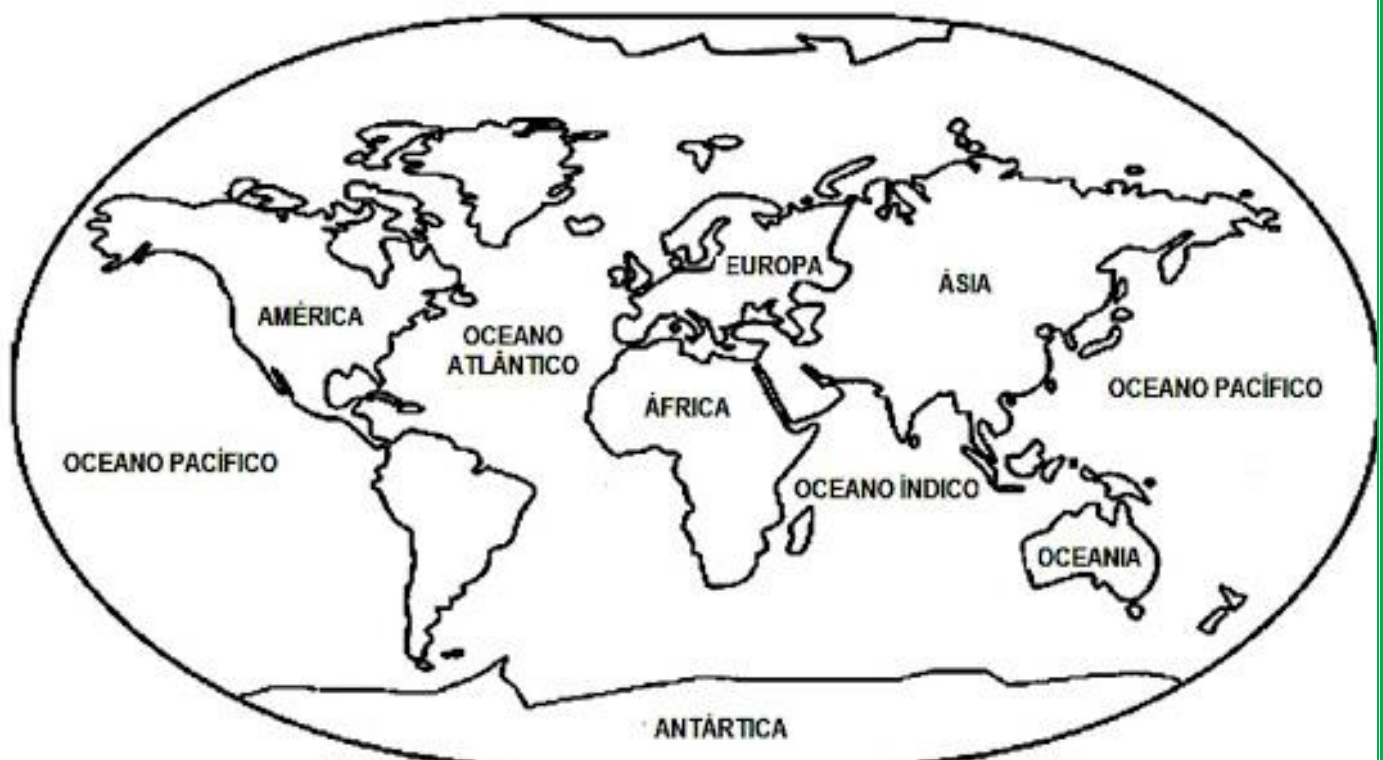 EUROPA
ÁSIA
AMÉRICA
OCEANO
ATLÂNTICO
OCEANO PACÍFICO
ÁFRICA
OCEANO PACÍFICO
OCEANO ÍNDICO
OCEANIA
ANTÁRTICA